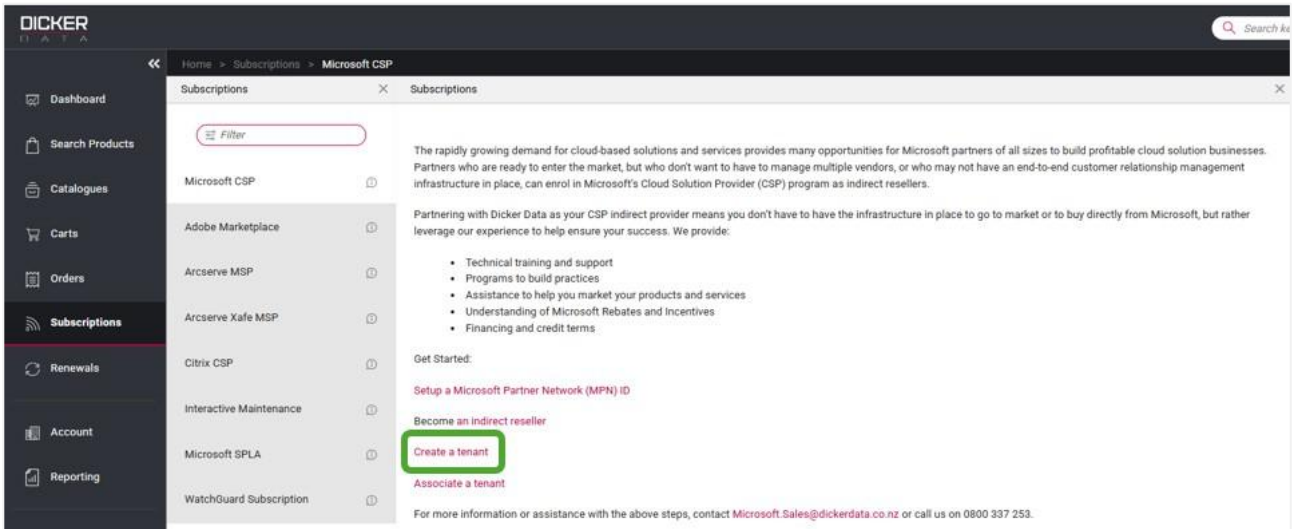 DICKER
DATA
Search
Home > Subscriptions > Microsoft CSP
Dashboard
Search Products
Catalogues
Carts
Orders
Subscriptions
Renewals
Account
Reporting
Subscriptions
Filter
Microsoft CSP
Adobe Marketplace
Arcserve MSP
Arcserve Xafe MSP
Citrix CSP
Interactive Maintenance
Microsoft SPLA
WatchGuard Subscription
Subscriptions
The rapidly growing demand for cloud-based solutions and services provides many opportunities for Microsoft partners of all sizes to build profitable cloud solution businesses.
Partners who are ready to enter the market, but who don't want to have to manage multiple vendors, or who may not have an end-to-end customer relationship management
infrastructure in place, can enrol in Microsoft's Cloud Solution Provider (CSP) program as indirect resellers.
Partnering with Dicker Data as your CSP indirect provider means you don't have to have the infrastructure in place to go to market or to buy directly from Microsoft, but rather
leverage our experience to help ensure your success. We provide:
• Technical training and support
• Programs to build practices
• Assistance to help you market your products and services
• Understanding of Microsoft Rebates and Incentives
• Financing and credit terms
Get Started:
Setup a Microsoft Partner Network (MPN) ID
Become an indirect reseller
Create a tenant
Associate a tenant
For more information or assistance with the above steps, contact Microsoft.Sales@dickerdata.co.nz or call us on 0800 337 253.